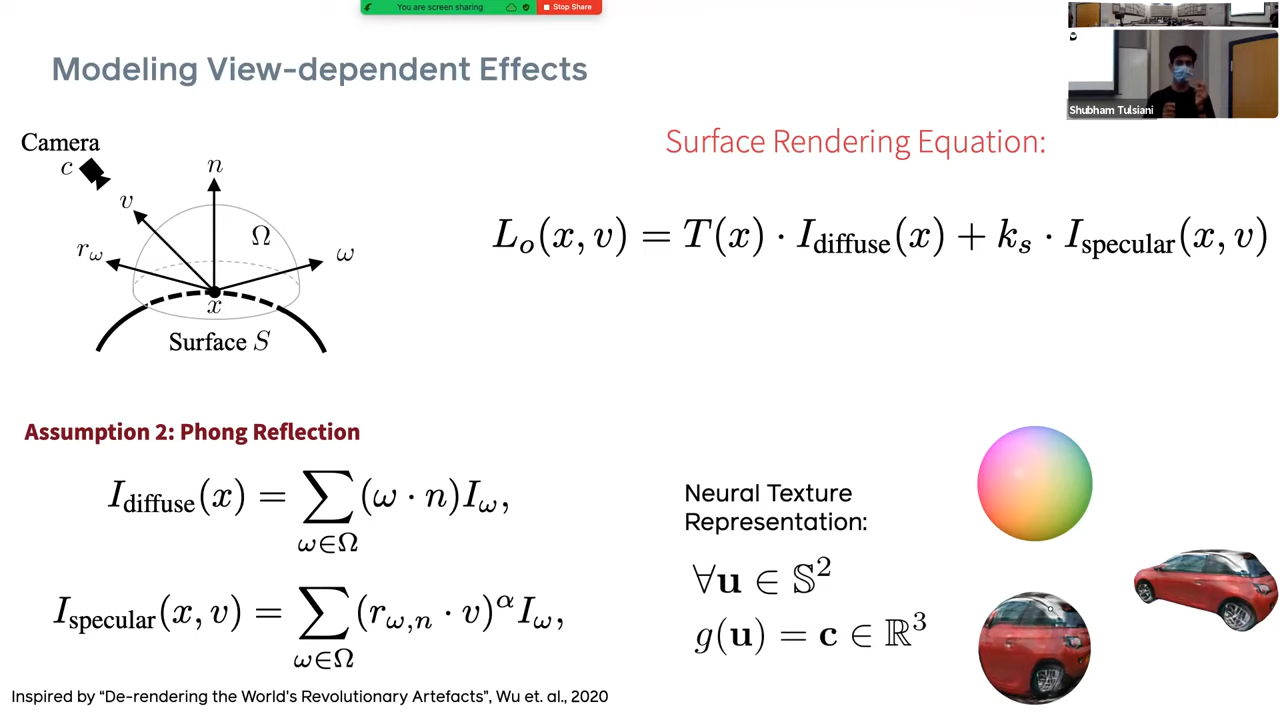 You are screen sharing
Stop Share
Shubham Tulsiani
Modeling View-dependent Effects
Camera
c
n
v
Ω
r_ω
ω
x
Surface S
Surface Rendering Equation:
L_o(x, v) = T(x) · I_diffuse(x) + k_s · I_specular(x, v)
Assumption 2: Phong Reflection
I_diffuse(x) = ∑_{ω∈Ω} (ω · n)I_ω,
I_specular(x, v) = ∑_{ω∈Ω} (r_{ω,n} · v)^α I_ω,
Neural Texture
Representation:
∀u ∈ 𝕊²
g(u) = c ∈ ℝ³
Inspired by “De-rendering the World's Revolutionary Artefacts”, Wu et. al., 2020